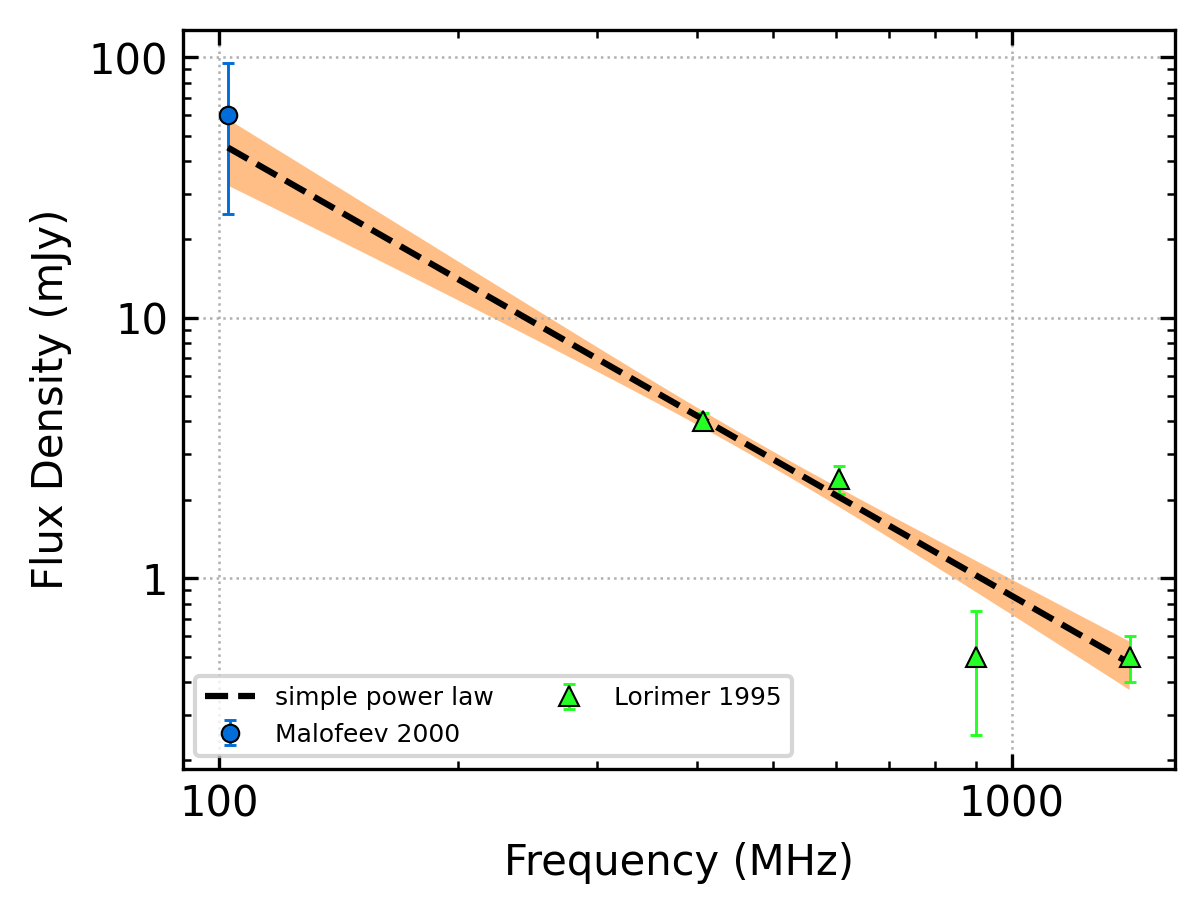 100
10
1
Flux Density (mJy)
simple power law
Malofeev 2000
Lorimer 1995
100
1000
Frequency (MHz)